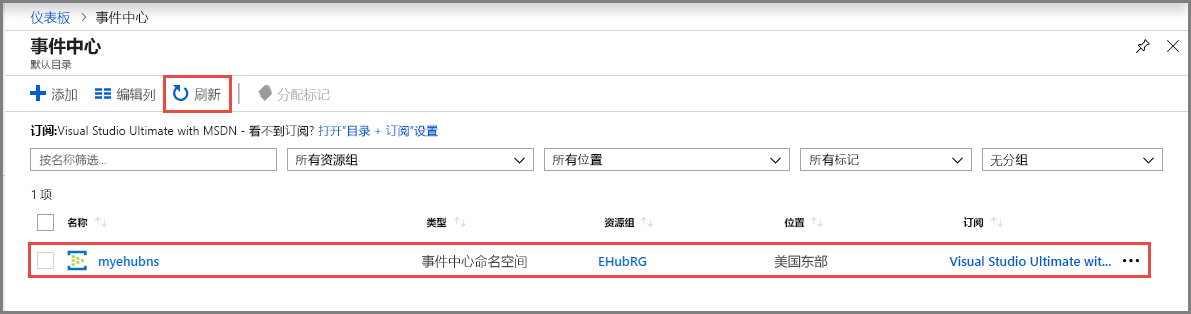 仪表板 > 事件中心
事件中心
默认目录
添加 编辑列 刷新 分配标记
订阅:Visual Studio Ultimate with MSDN - 看不到订阅? 打开"目录 + 订阅"设置
按名称筛选... 所有资源组 所有位置 所有标记 无分组
1 项
名称 类型 资源组 位置 订阅
myehubns 事件中心命名空间 EHubRG 美国东部 Visual Studio Ultimate wit...